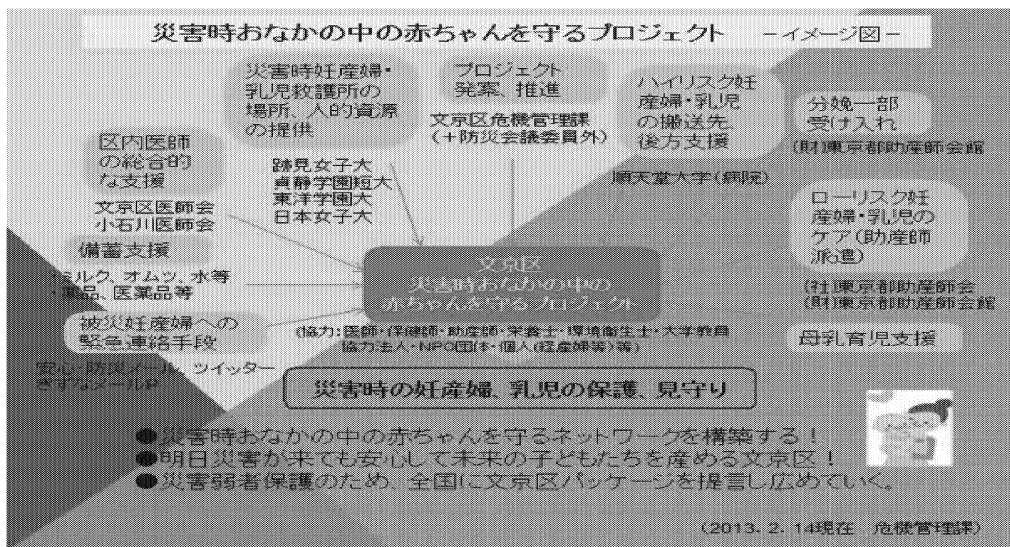 災害時おなかの中の赤ちゃんを守るプロジェクト －イメージ図－
災害時妊産婦・
乳児救護所の
場所、人的資源
の提供
跡見女子大
貞静学園短大
東洋学園大
日本女子大
プロジェクト
発案、推進
文京区危機管理課
(＋防災会議委員外)
ハイリスク妊
産婦・乳児
の搬送先、
後方支援
順天堂大学(病院)
分娩一部
受け入れ
(財)東京都助産師会館
区内医師
の総合的
な支援
文京区医師会
小石川医師会
備蓄支援
・ミルク、オムツ、水等
・薬品、医薬品等
被災妊産婦への
緊急連絡手段
安心・防災メール、ツイッター
きずなメールP
ローリスク妊
産婦・乳児の
ケア(助産師
派遣)
(社)東京都助産師会
(財)東京都助産師会館
母乳育児支援
文京区
災害時おなかの中の
赤ちゃんを守るプロジェクト
(協力:医師・保健師・助産師・栄養士・環境衛生士・大学教員
協力法人・NPO団体・個人(経産婦等)等)
災害時の妊産婦、乳児の保護、見守り
●災害時おなかの中の赤ちゃんを守るネットワークを構築する！
●明日災害が来ても安心して未来の子どもたちを産める文京区！
●災害弱者保護のため、全国に文京区パッケージを提言し広めていく。
(2013．2．14現在 危機管理課)